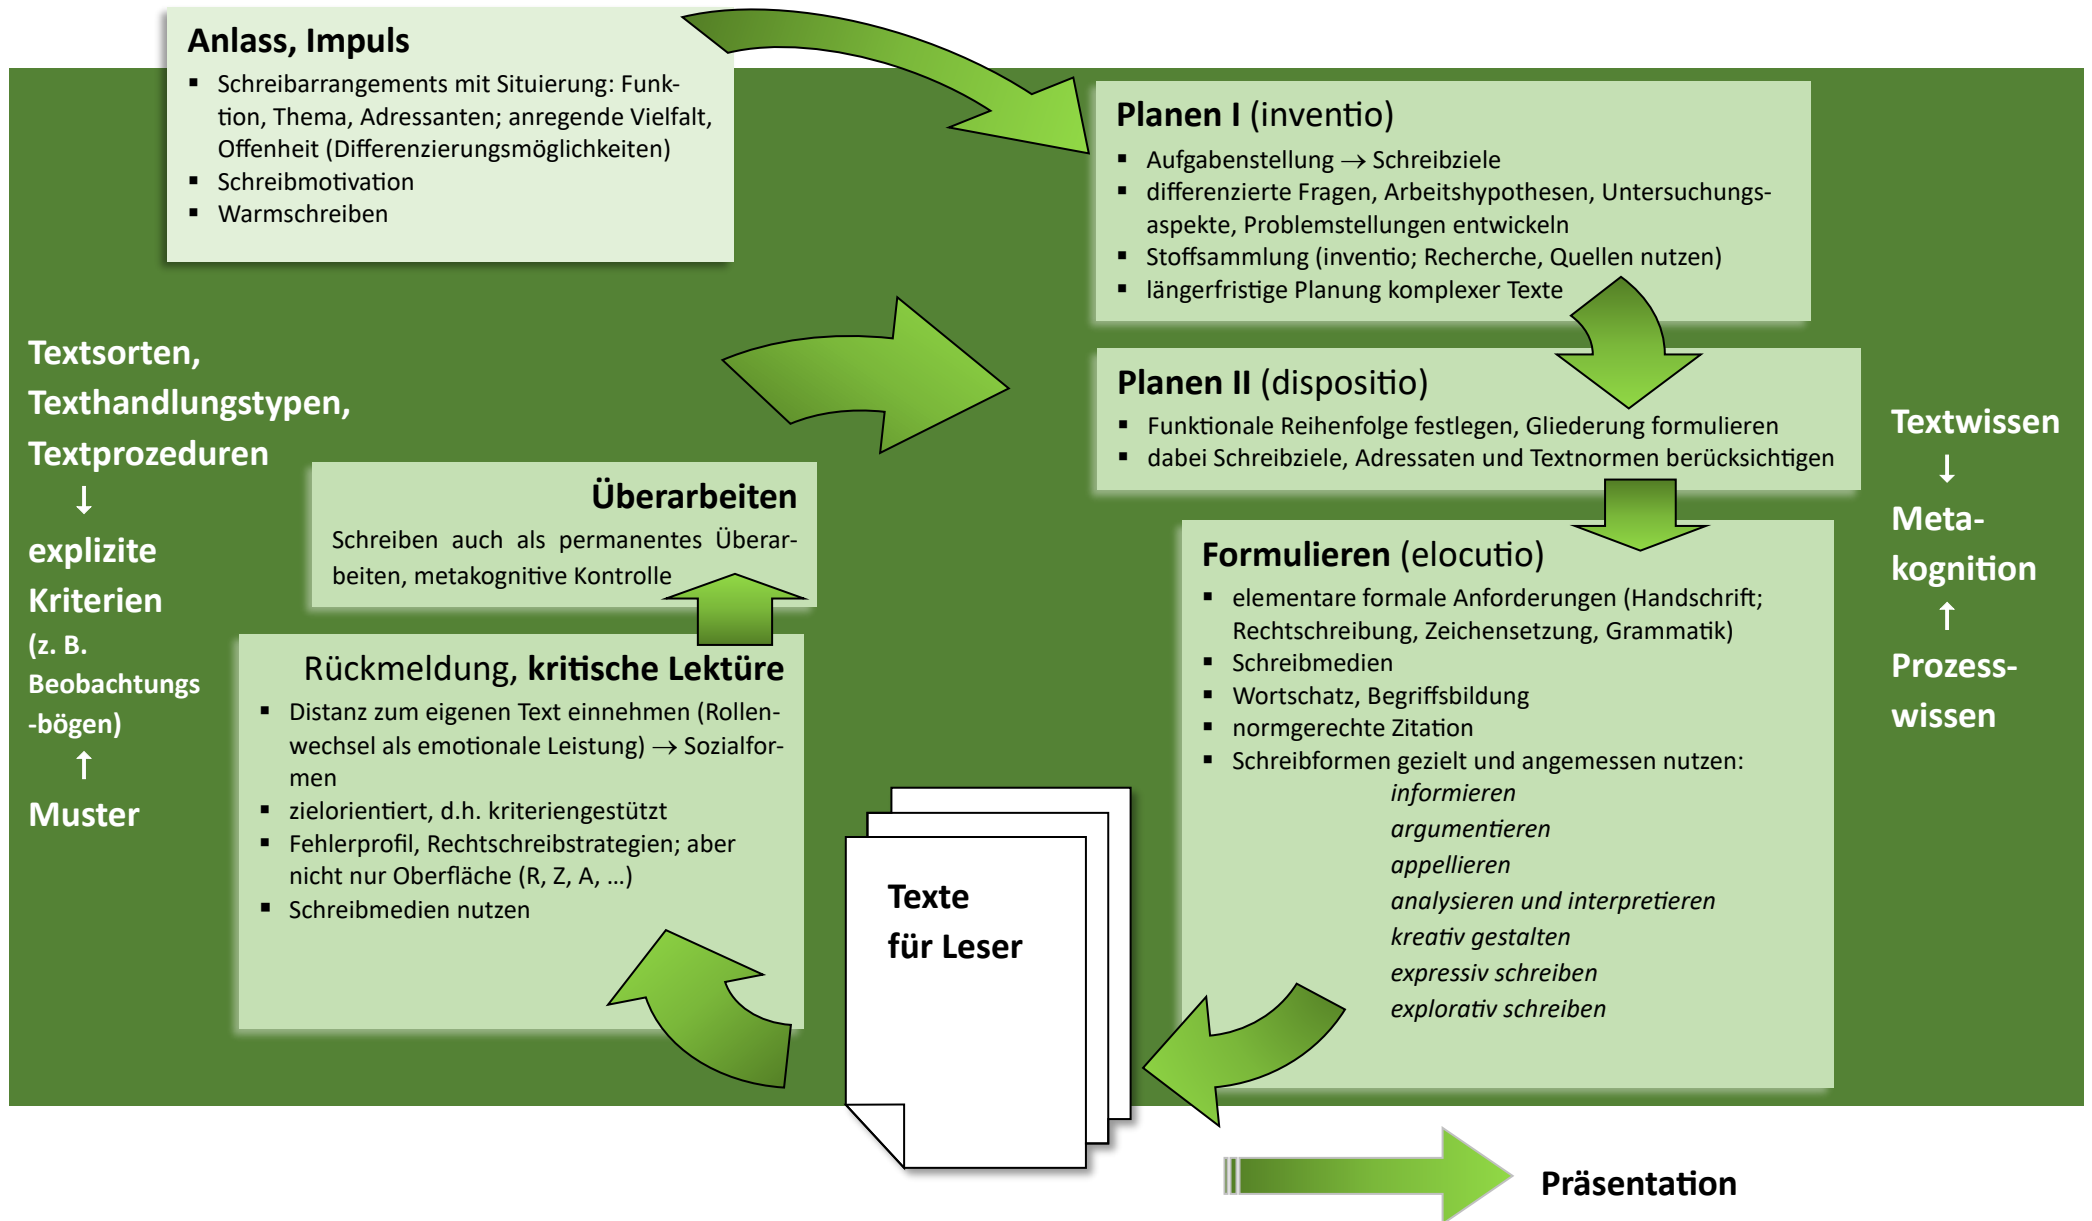 Anlass, Impuls
▪ Schreibarrangements mit Situierung: Funk-
tion, Thema, Adressanten; anregende Vielfalt,
Offenheit (Differenzierungsmöglichkeiten)
▪ Schreibmotivation
▪ Warmschreiben
Planen I (inventio)
▪ Aufgabenstellung → Schreibziele
▪ differenzierte Fragen, Arbeitshypothesen, Untersuchungs-
aspekte, Problemstellungen entwickeln
▪ Stoffsammlung (inventio; Recherche, Quellen nutzen)
▪ längerfristige Planung komplexer Texte
Planen II (dispositio)
▪ Funktionale Reihenfolge festlegen, Gliederung formulieren
▪ dabei Schreibziele, Adressaten und Textnormen berücksichtigen
Formulieren (elocutio)
▪ elementare formale Anforderungen (Handschrift;
Rechtschreibung, Zeichensetzung, Grammatik)
▪ Schreibmedien
▪ Wortschatz, Begriffsbildung
▪ normgerechte Zitation
▪ Schreibformen gezielt und angemessen nutzen:
informieren
argumentieren
appellieren
analysieren und interpretieren
kreativ gestalten
expressiv schreiben
explorativ schreiben
Texte
für Leser
Rückmeldung, kritische Lektüre
▪ Distanz zum eigenen Text einnehmen (Rollen-
wechsel als emotionale Leistung) → Sozialfor-
men
▪ zielorientiert, d.h. kriteriengestützt
▪ Fehlerprofil, Rechtschreibstrategien; aber
nicht nur Oberfläche (R, Z, A, ...)
▪ Schreibmedien nutzen
Überarbeiten
Schreiben auch als permanentes Überar-
beiten, metakognitive Kontrolle
Textsorten,
Texthandlungstypen,
Textprozeduren
↓
explizite
Kriterien
(z. B.
Beobachtungs
-bögen)
↑
Muster
Textwissen
↓
Meta-
kognition
↑
Prozess-
wissen
Präsentation